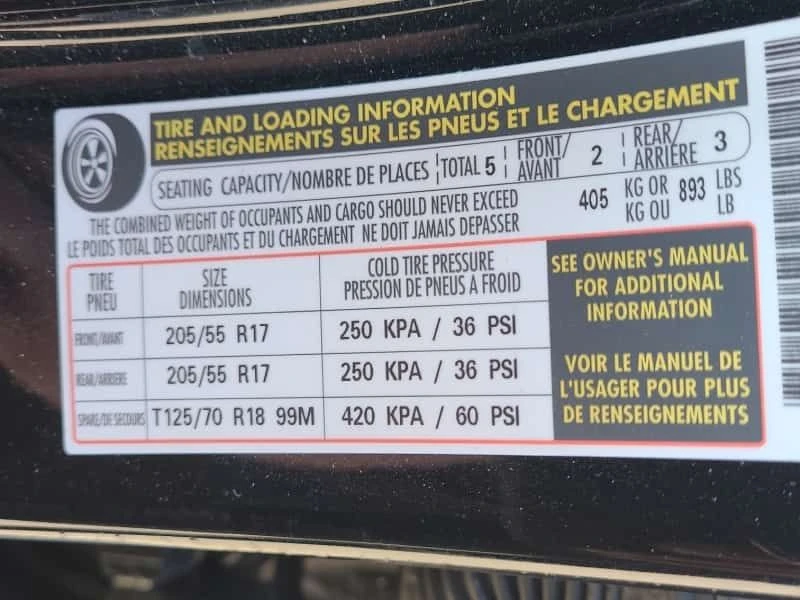 TIRE AND LOADING INFORMATION
RENSEIGNEMENTS SUR LES PNEUS ET LE CHARGEMENT
SEATING CAPACITY/NOMBRE DE PLACES TOTAL 5 FRONT/AVANT 2 REAR/ARRIÈRE 3
THE COMBINED WEIGHT OF OCCUPANTS AND CARGO SHOULD NEVER EXCEED 405 KG OR 893 LBS
LE POIDS TOTAL DES OCCUPANTS ET DU CHARGEMENT NE DOIT JAMAIS DEPASSER KG OU LB
TIRE PNEU
SIZE DIMENSIONS
COLD TIRE PRESSURE
PRESSION DE PNEUS A FROID
FRONT/AVANT 205/55 R17 250 KPA / 36 PSI
REAR/ARRIERE 205/55 R17 250 KPA / 36 PSI
SPARE/DE SECOURS T125/70 R18 99M 420 KPA / 60 PSI
SEE OWNER'S MANUAL
FOR ADDITIONAL
INFORMATION
VOIR LE MANUEL DE
L'USAGER POUR PLUS
DE RENSEIGNEMENTS